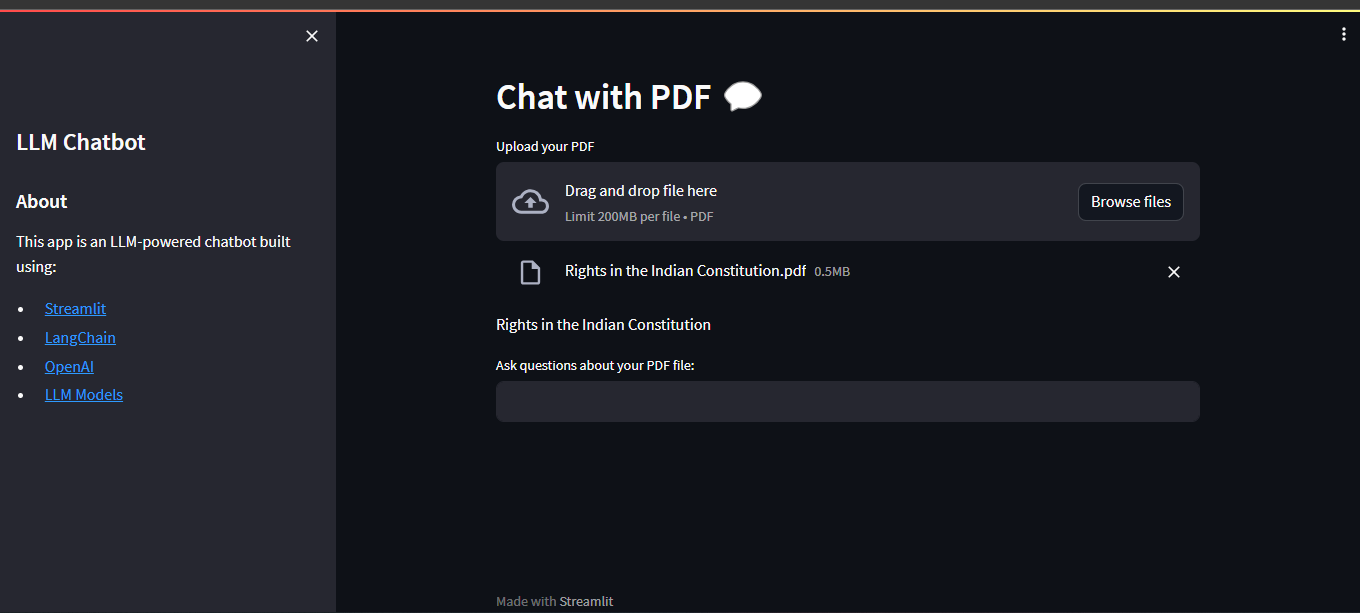 LLM Chatbot
About
This app is an LLM-powered chatbot built
using:
Streamlit
LangChain
OpenAI
LLM Models
Chat with PDF
Upload your PDF
Drag and drop file here
Limit 200MB per file • PDF
Browse files
Rights in the Indian Constitution.pdf 0.5MB
Rights in the Indian Constitution
Ask questions about your PDF file:
Made with Streamlit